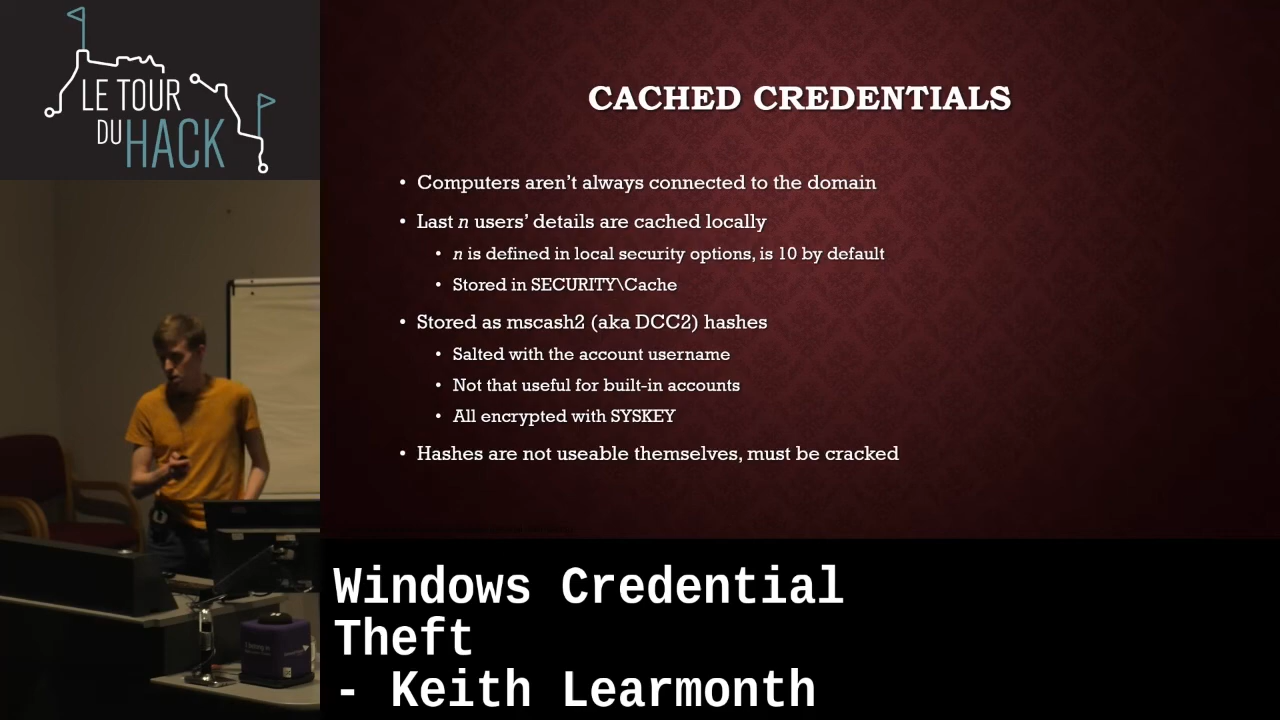 LE TOUR
DU HACK
CACHED CREDENTIALS
• Computers aren't always connected to the domain
• Last n users' details are cached locally
• n is defined in local security options, is 10 by default
• Stored in SECURITY\Cache
• Stored as mscash2 (aka DCC2) hashes
• Salted with the account username
• Not that useful for built-in accounts
• All encrypted with SYSKEY
• Hashes are not useable themselves, must be cracked
Windows Credential
Theft
- Keith Learmonth